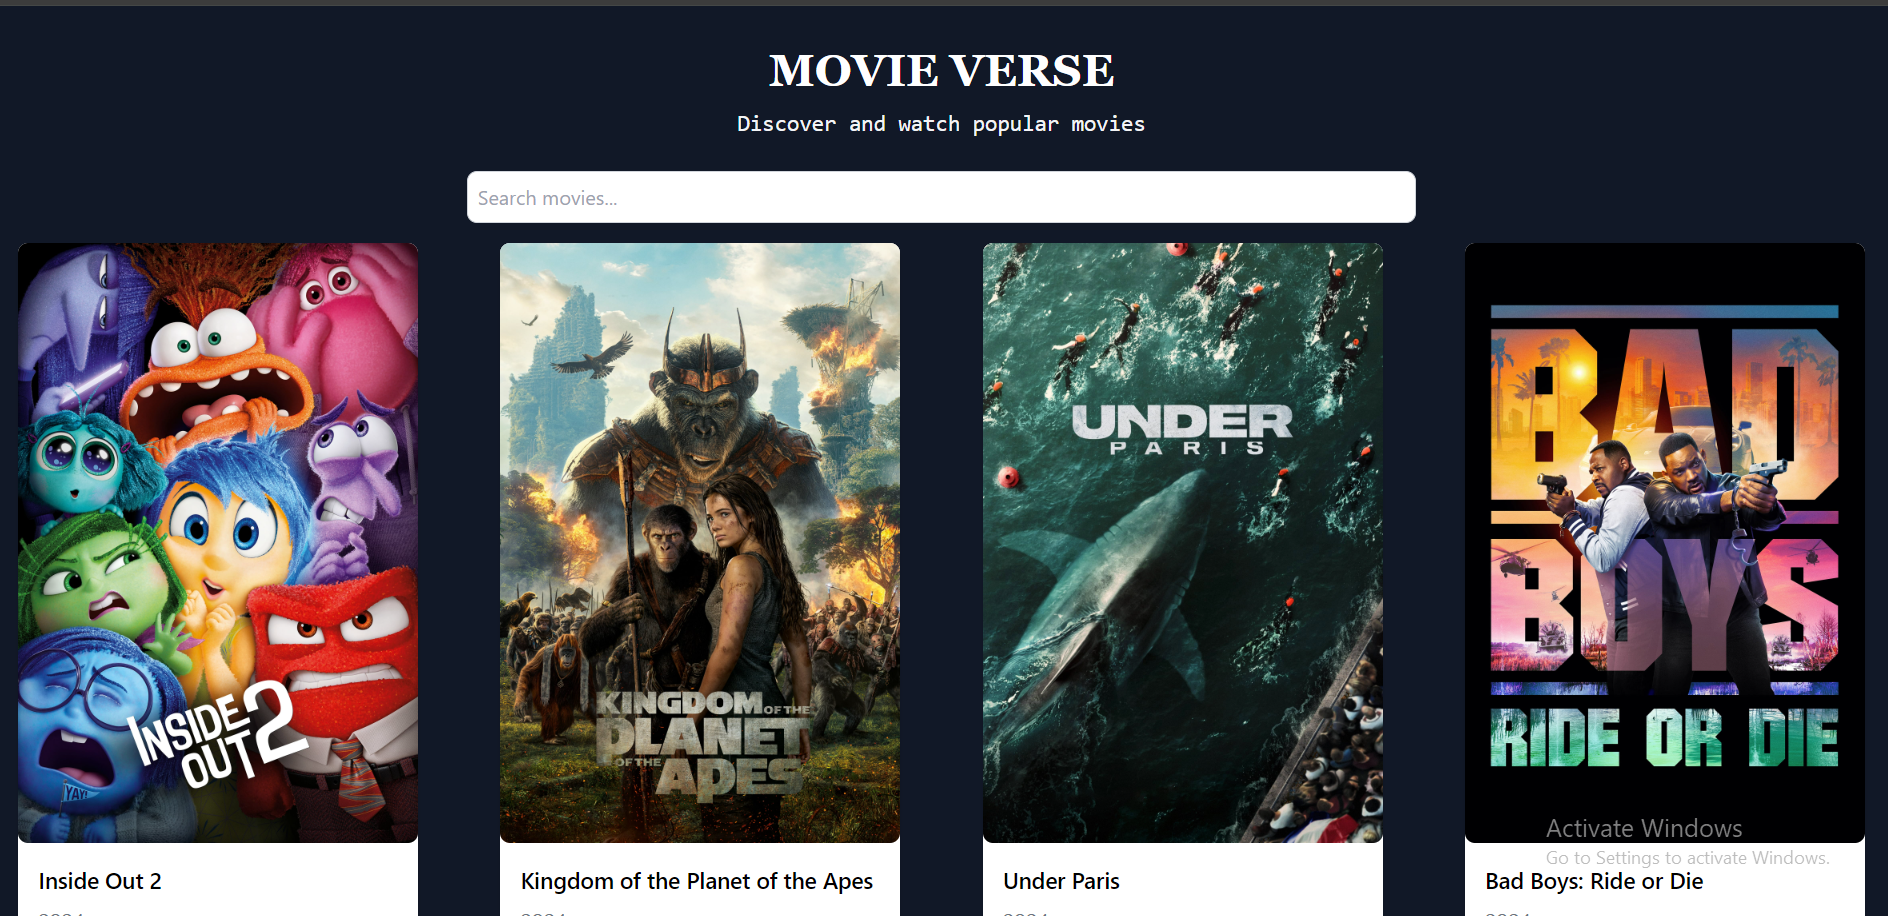 MOVIE VERSE
Discover and watch popular movies
Search movies...
INSIDE
OUT 2
YAY!
KINGDOM OF THE
PLANET
OF THE
APES
UNDER
PARIS
BAD
BOYS
RIDE OR DIE
Activate Windows
Go to Settings to activate Windows.
Inside Out 2
Kingdom of the Planet of the Apes
Under Paris
Bad Boys: Ride or Die